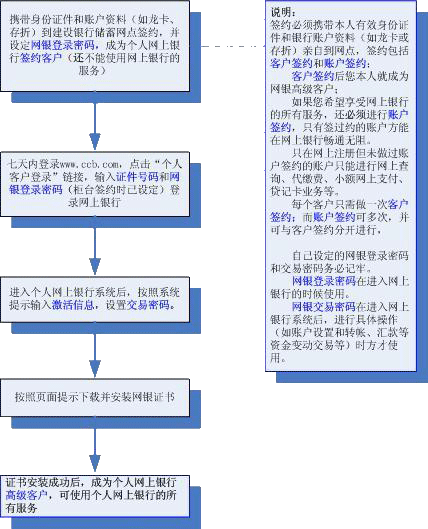 携带身份证件和账户资料（如龙卡、
存折）到建设银行储蓄网点签约，并
设定网银登录密码，成为个人网上银
行签约客户（还不能使用网上银行的
服务）
七天内登录www.ccb.com，点击“个人
客户登录”链接，输入证件号码和网
银登录密码（柜台签约时已设定）登
录网上银行
进入个人网上银行系统后，按照系统
提示输入激活信息，设置交易密码。
按照页面提示下载并安装网银证书
证书安装成功后，成为个人网上银行
高级客户，可使用个人网上银行的所
有服务
说明：
签约必须携带本人有效身份证
件和银行账户资料（如龙卡或
存折）亲自到网点，签约包括
客户签约和账户签约；
客户签约后您本人就成为
网银高级客户；
如果您希望享受网上银行
的所有服务，还必须进行账户
签约，只有签过约的账户方能
在网上银行畅通无阻。
只在网上注册但未做过账
户签约的账户只能进行网上查
询、代缴费、小额网上支付、
贷记卡业务等。
每个客户只需做一次客户
签约；而账户签约可多次，并
可与客户签约分开进行，
自己设定的网银登录密码
和交易密码务必记牢。
网银登录密码在进入网上
银行的时候使用。
网银交易密码在进入网上
银行系统后，进行具体操作
（如账户设置和转帐、汇款等
资金变动交易等）时方才使
用。